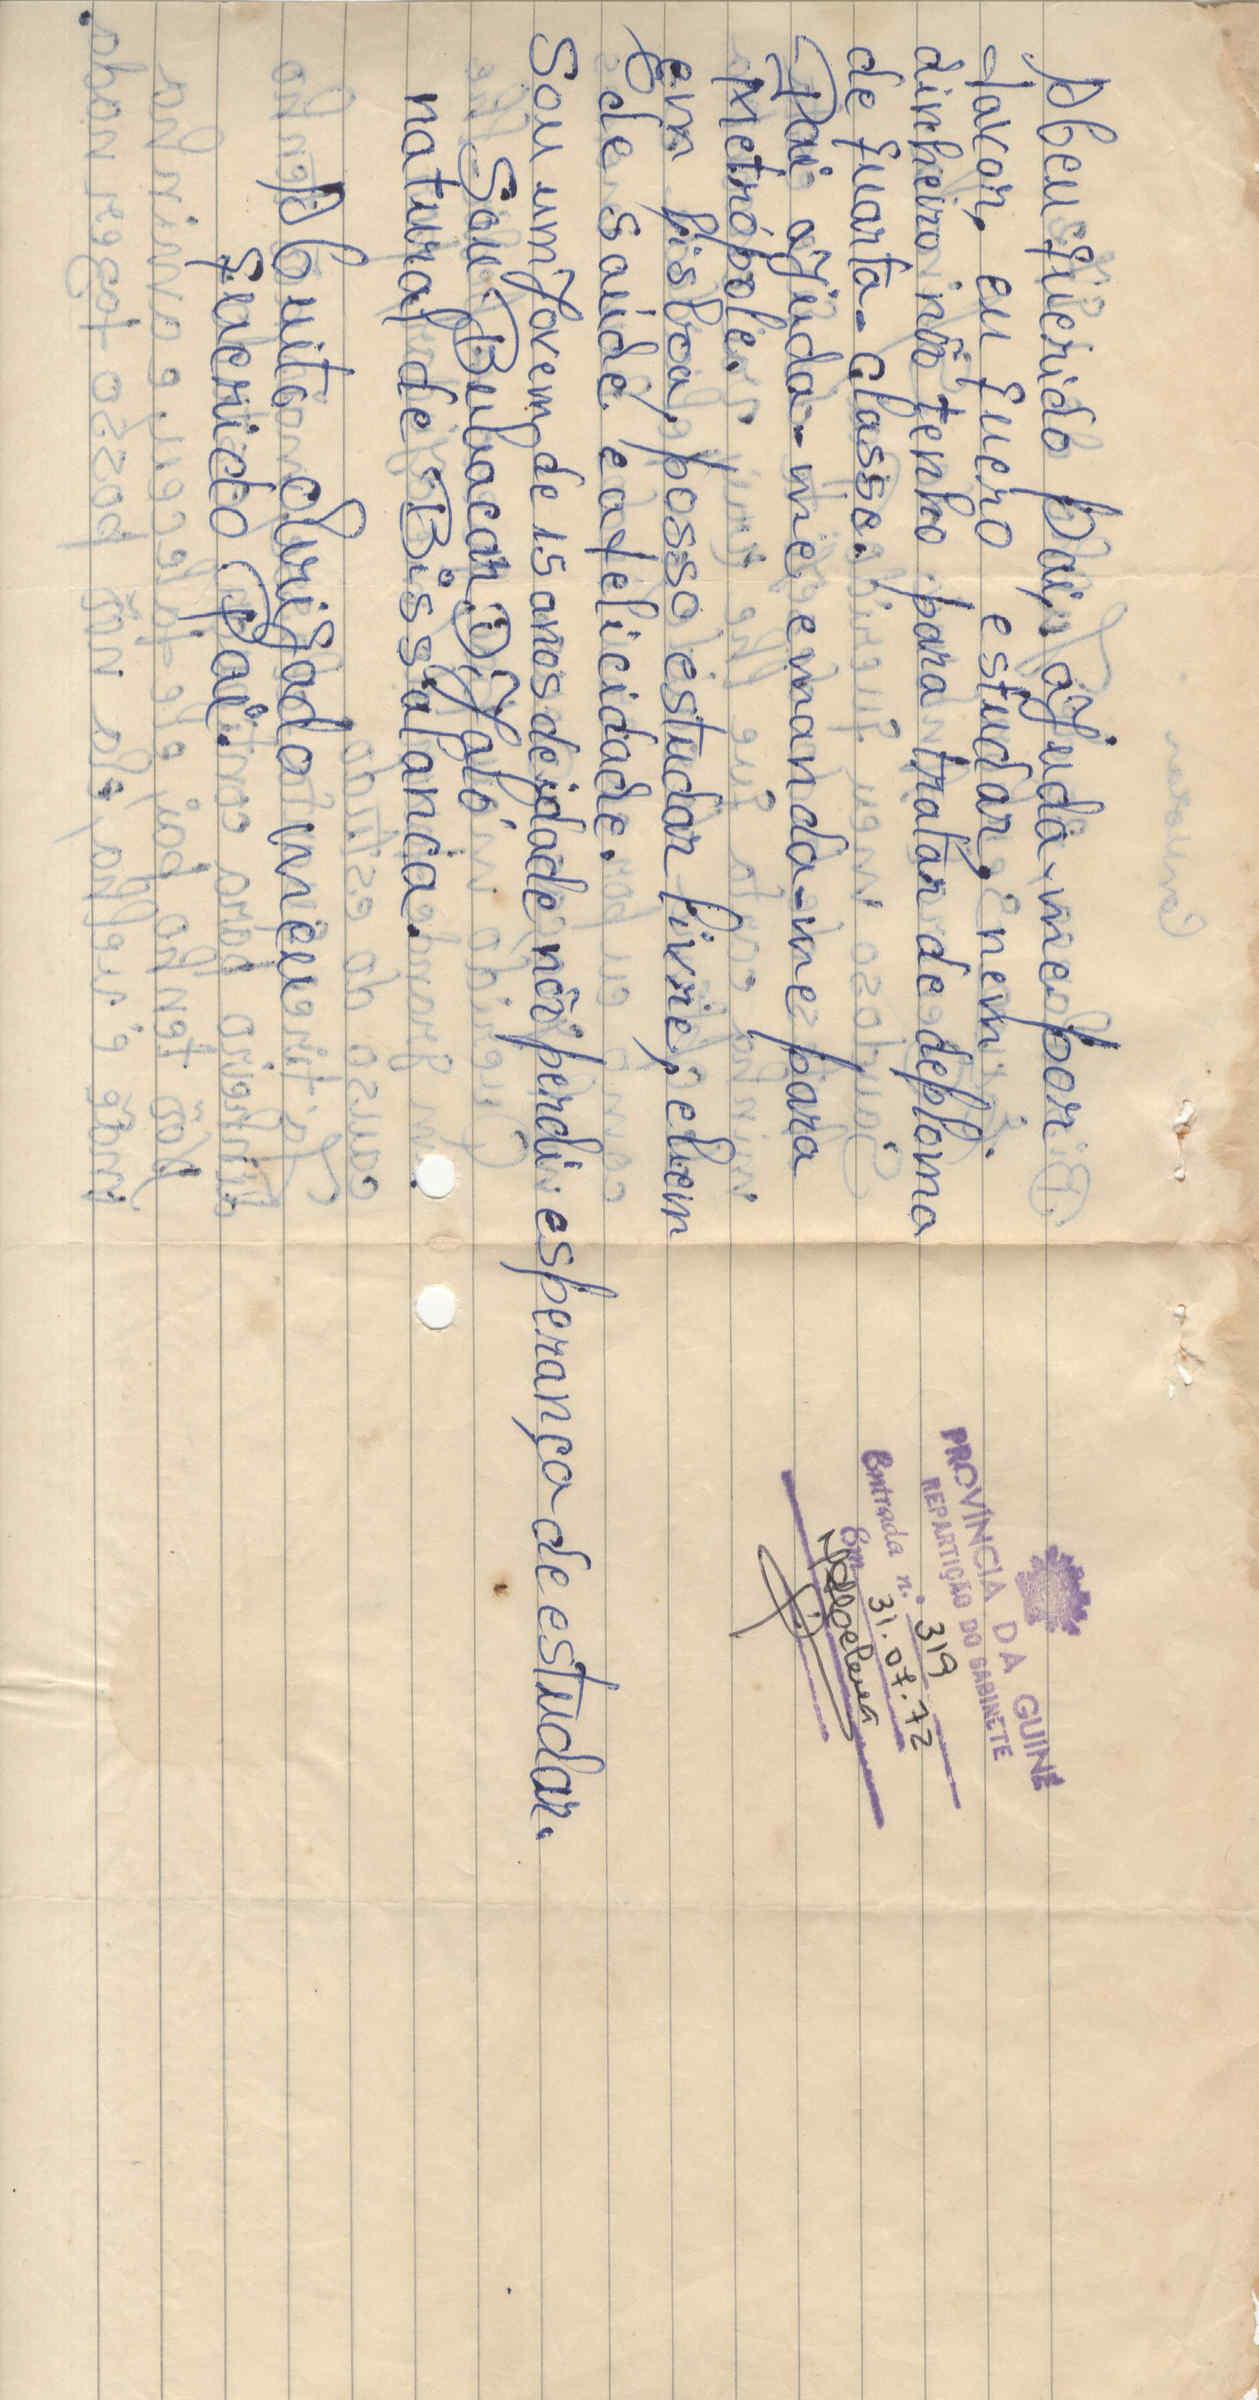 Meu querido Pai, ajuda-me por
favor, eu quero estudar, nem
dinheiro nõ tenho para tratar de deploma
de quarta-classe.
Pai ajuda-me e manda-me para
Metrópole.
em Lisboa, posso estudar livre, e bem
de saúde e a felicidade.
Sou um jovem de 15 anos de idade nõ perdi esperança de estudar.
Sou Bubacar Djaló
natural de Bissalanca.
Muito obrigado meu
querido Pai.
PROVÍNCIA DA GUINÉ
REPARTIÇÃO DO GABINETE
Entrada n.º 319
Em 31.07.72